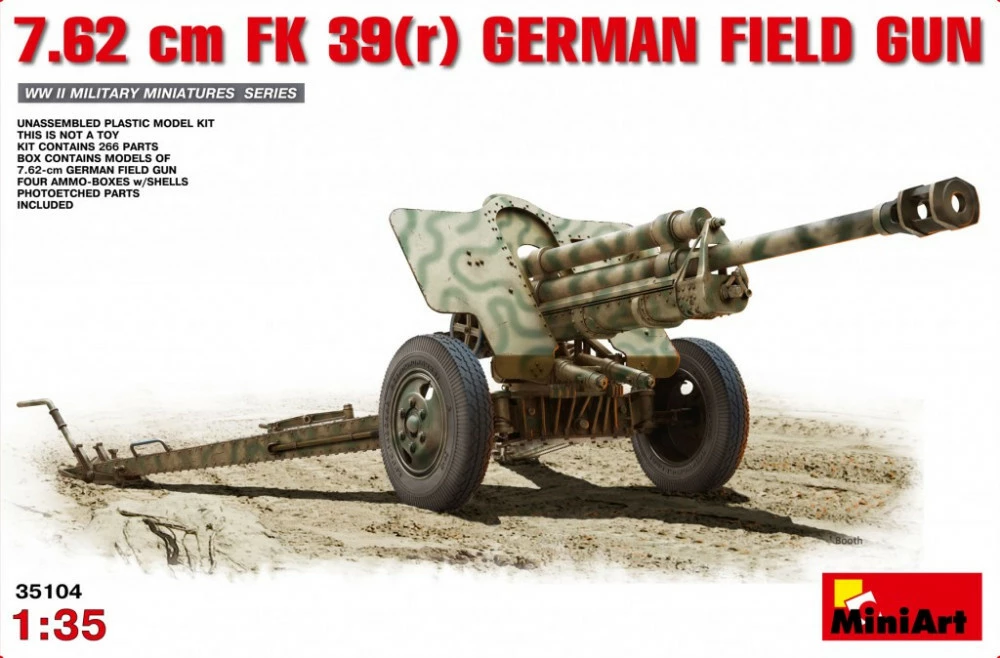 7.62 cm FK 39(r) GERMAN FIELD GUN
WW II MILITARY MINIATURES SERIES
UNASSEMBLED PLASTIC MODEL KIT
THIS IS NOT A TOY
KIT CONTAINS 266 PARTS
BOX CONTAINS MODELS OF
7.62-cm GERMAN FIELD GUN
FOUR AMMO-BOXES w/SHELLS
PHOTOETCHED PARTS
INCLUDED
Booth
35104
1:35
MiniArt